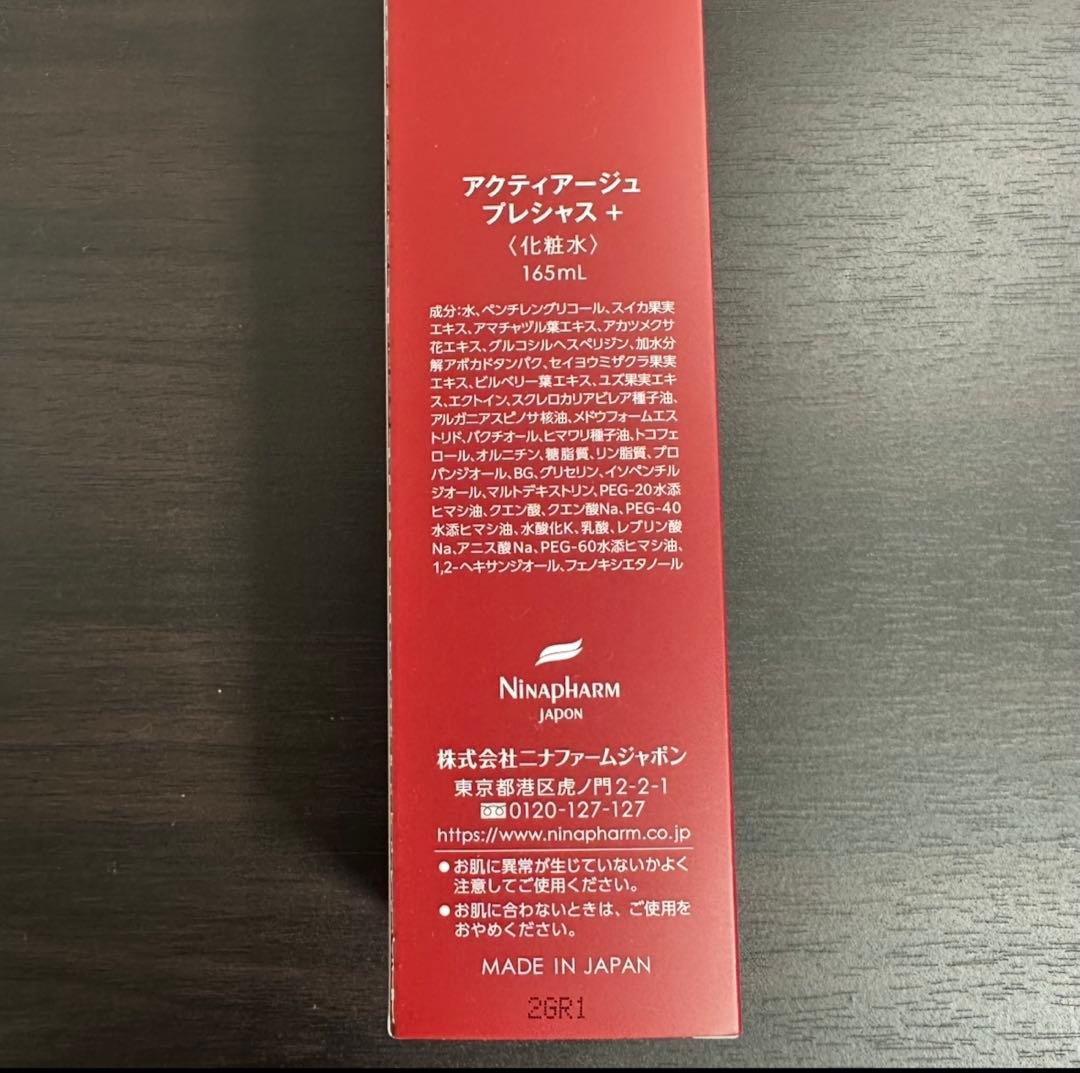 アクティアージュ
プレシャス +
〈化粧水〉
165mL
成分:水、ペンチレングリコール、スイカ果実
エキス、アマチャヅル葉エキス、アカツメクサ
花エキス、グルコシルヘスペリジン、加水分
解アボカドタンパク、セイヨウミザクラ果実
エキス、ビルベリー葉エキス、ユズ果実エキ
ス、エクトイン、スクレロカリアビレア種子油、
アルガニアスピノサ核油、メドウフォームエス
トリド、バクチオール、ヒマワリ種子油、トコフェ
ロール、オルニチン、糖脂質、リン脂質、プロ
パンジオール、BG、グリセリン、イソペンチル
ジオール、マルトデキストリン、PEG-20水添
ヒマシ油、クエン酸、クエン酸Na、PEG-40
水添ヒマシ油、水酸化K、乳酸、レブリン酸
Na、アニス酸Na、PEG-60水添ヒマシ油、
1,2-ヘキサンジオール、フェノキシエタノール
NINAPHARM
JAPON
株式会社ニナファームジャポン
東京都港区虎ノ門2-2-1
0120-127-127
https://www.ninapharm.co.jp
●お肌に異常が生じていないかよく
注意してご使用ください。
●お肌に合わないときは、ご使用を
おやめください。
MADE IN JAPAN
2GR1